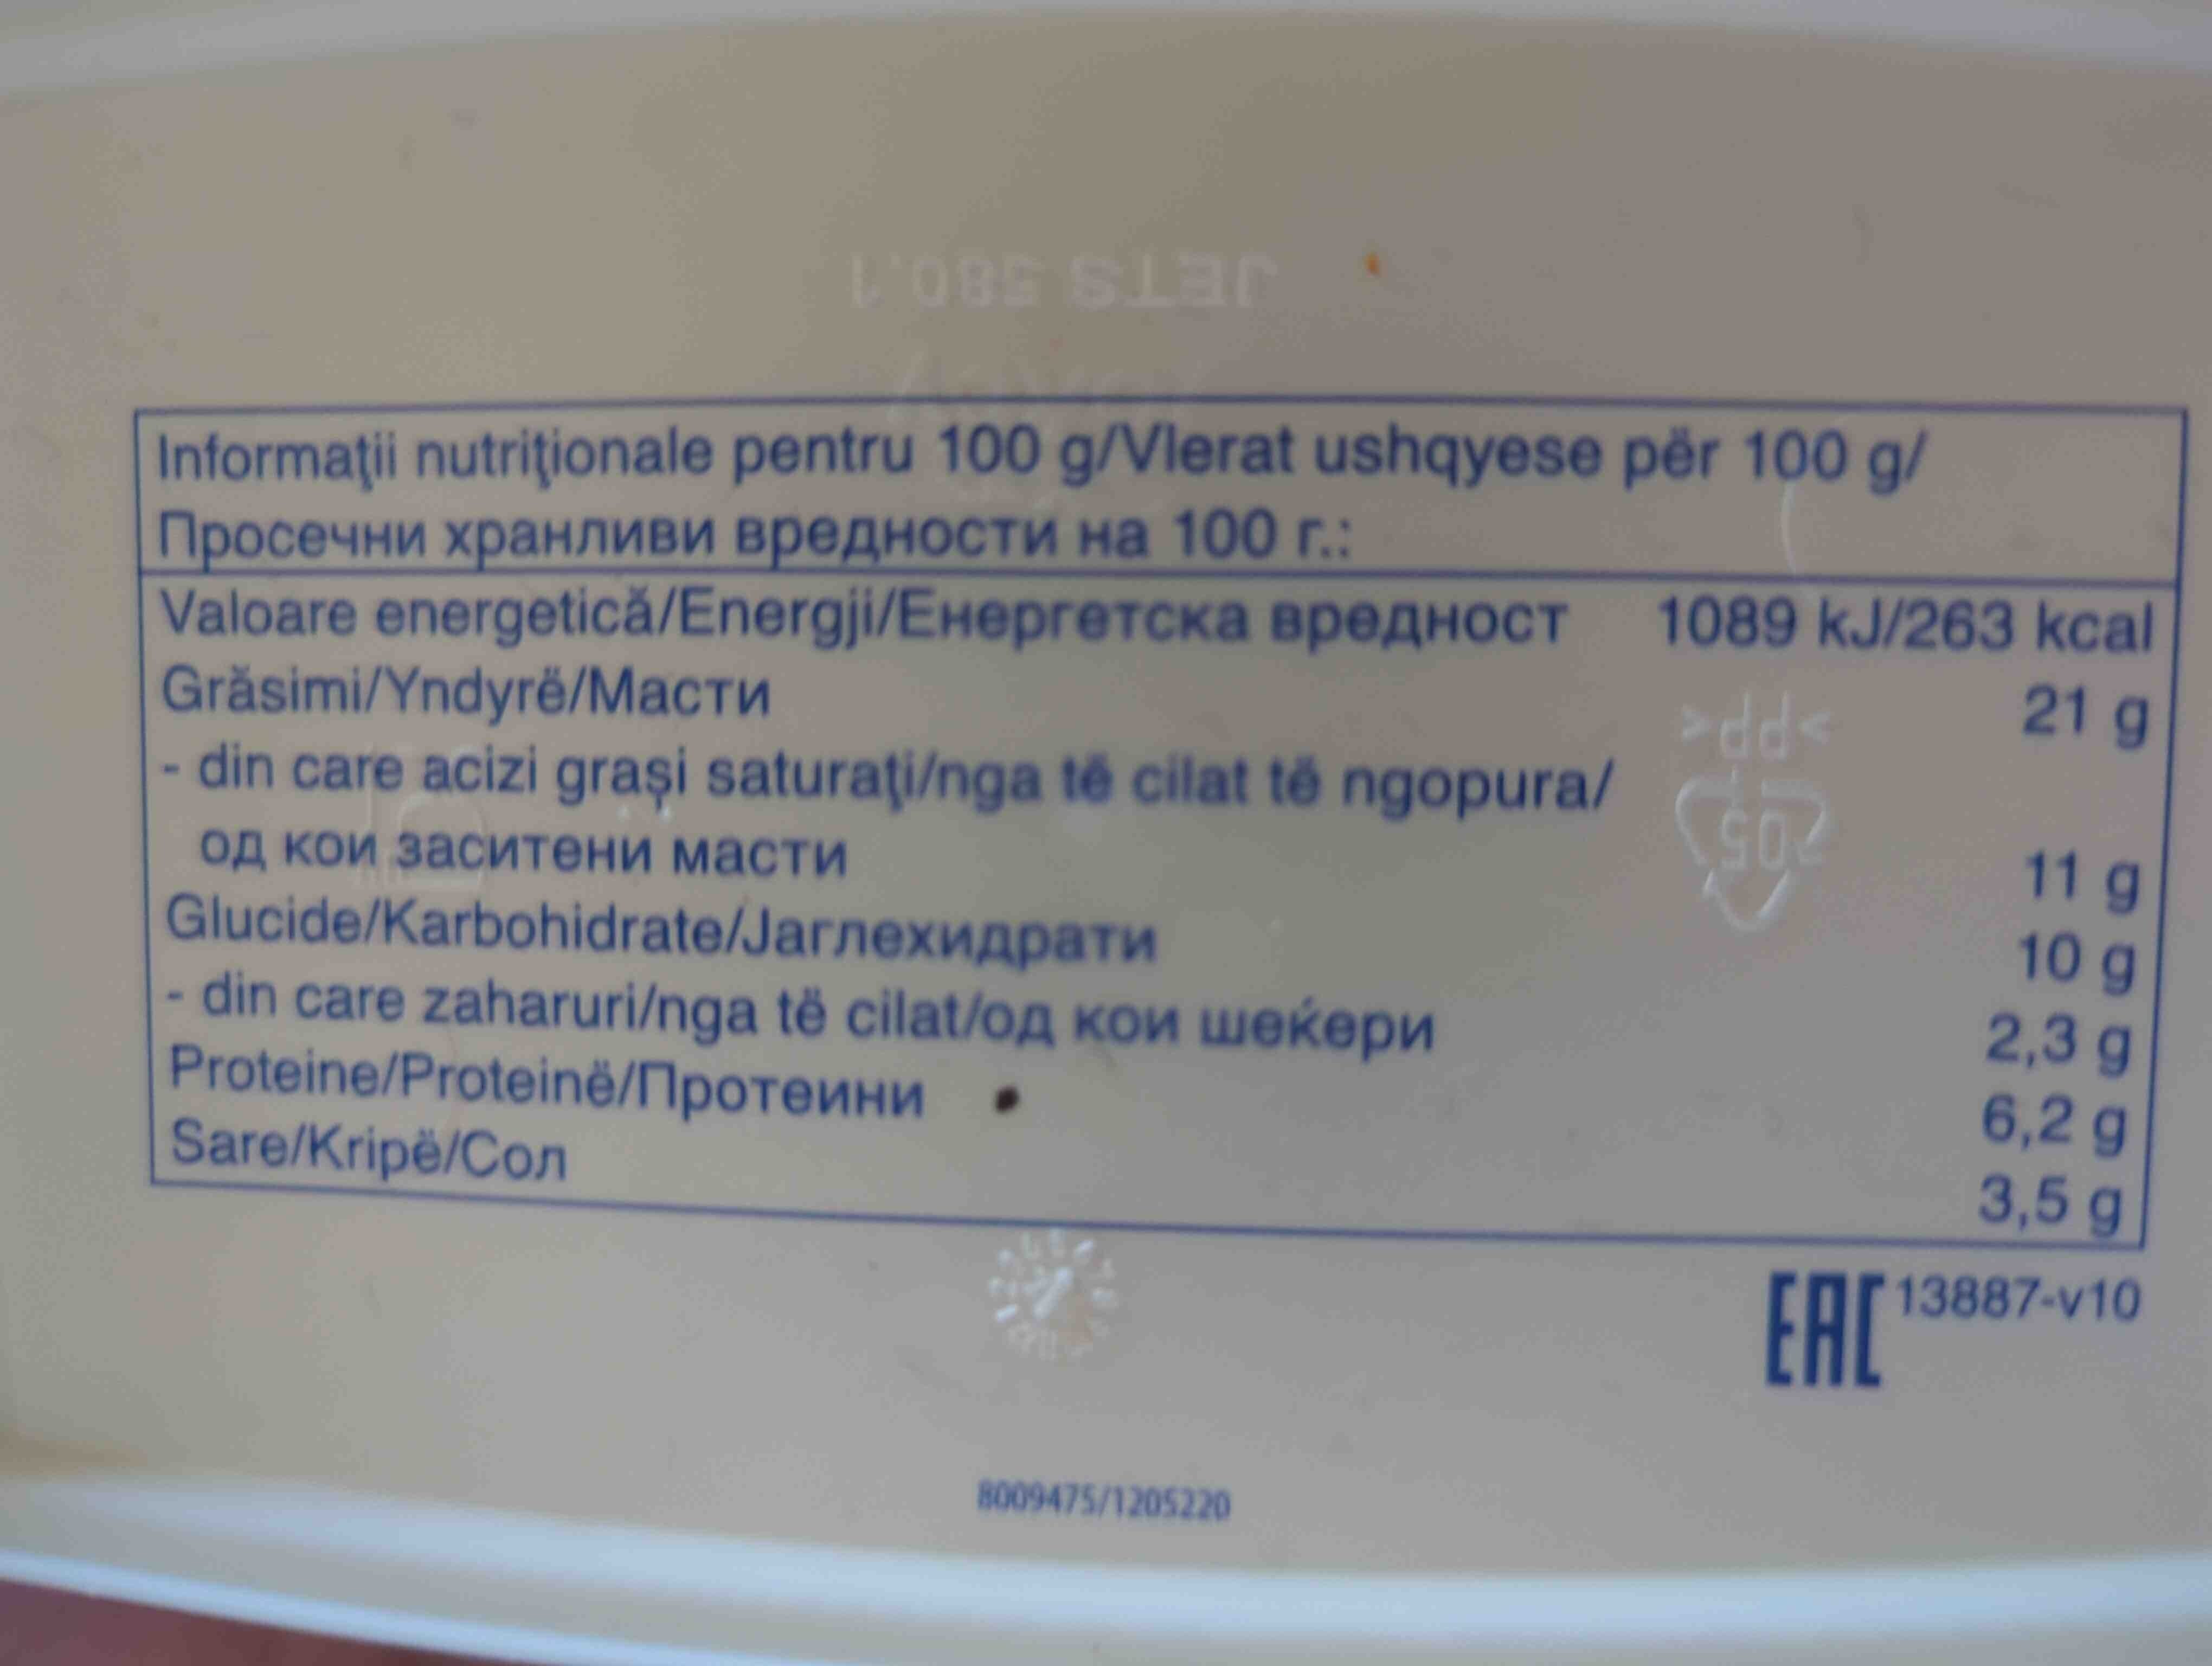 JETS 580.1
Informaţii nutriţionale pentru 100 g/Vlerat ushqyese për 100 g/
Просечни хранливи вредности на 100 г.:
Valoare energetică/Energji/Енергетска вредност 1089 kJ/263 kcal
Grăsimi/Yndyrë/Масти 21 g
- din care acizi graşi saturaţi/nga të cilat të ngopura/
од кои заситени масти 11 g
Glucide/Karbohidrate/Јаглехидрати 10 g
- din care zaharuri/nga të cilat/од кои шеќери 2,3 g
Proteine/Proteinë/Протеини 6,2 g
Sare/Kripë/Сол 3,5 g
>PP<
05
EAC 13887-v10
8009475/1205220